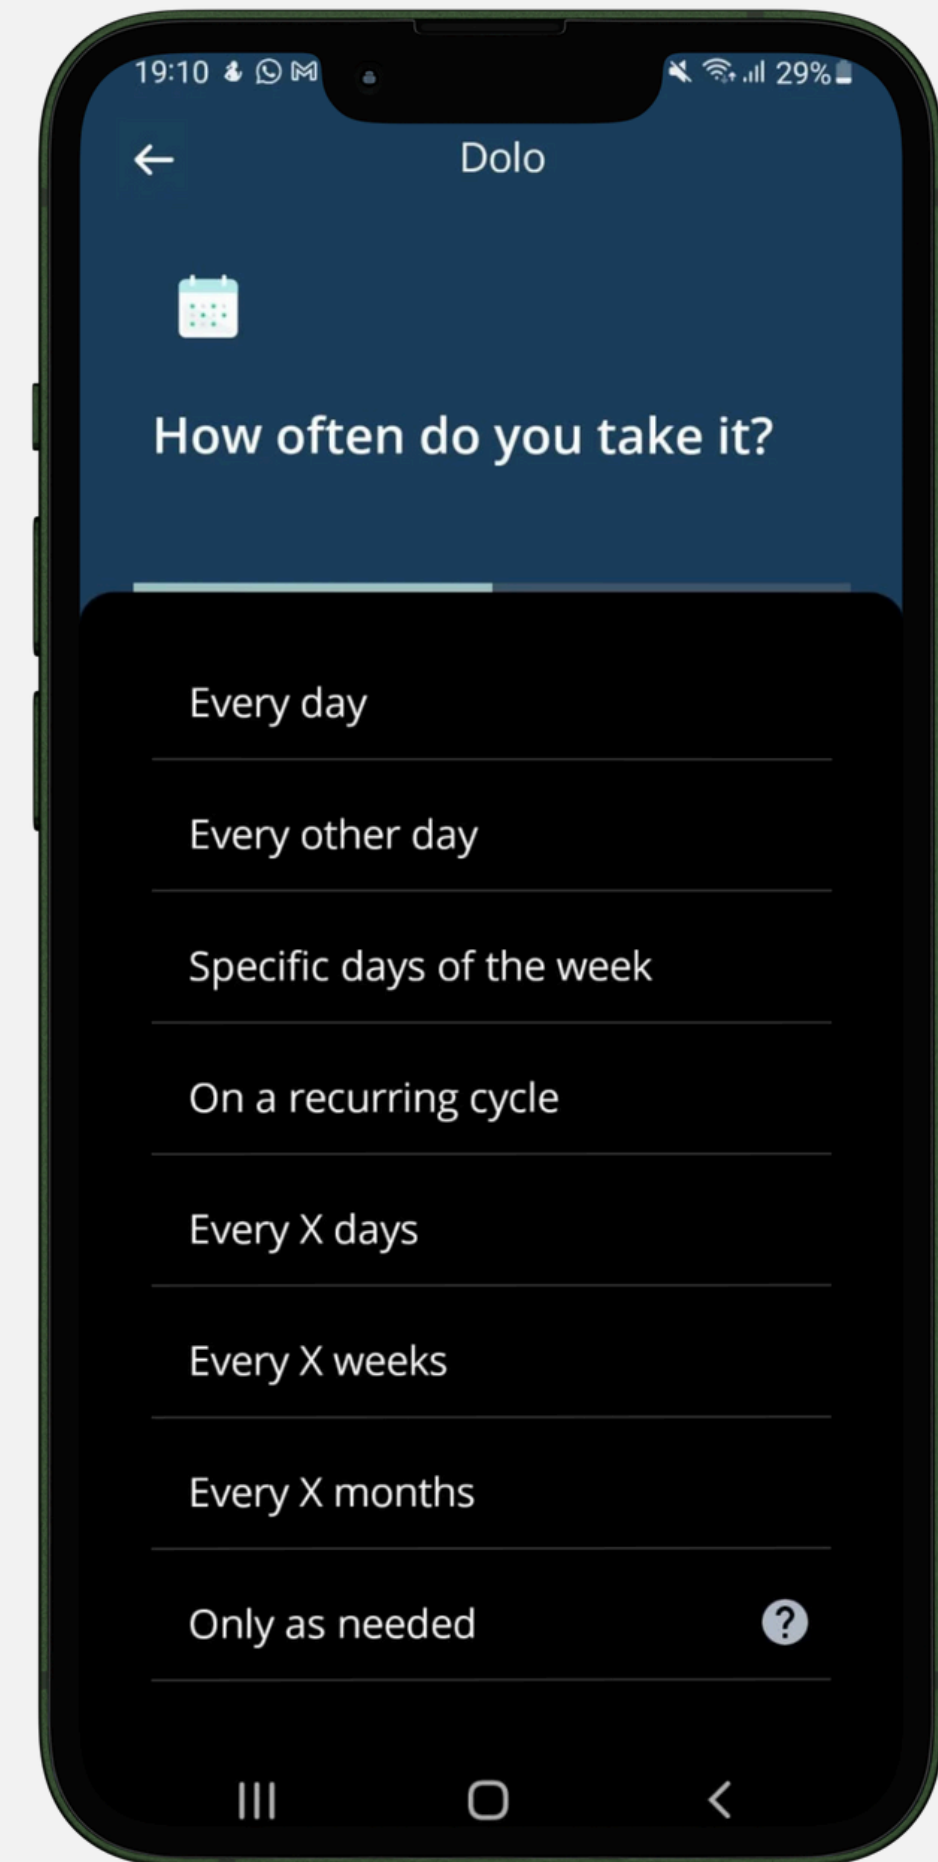 19:10
29%
Dolo
How often do you take it?
Every day
Every other day
Specific days of the week
On a recurring cycle
Every X days
Every X weeks
Every X months
Only as needed
?